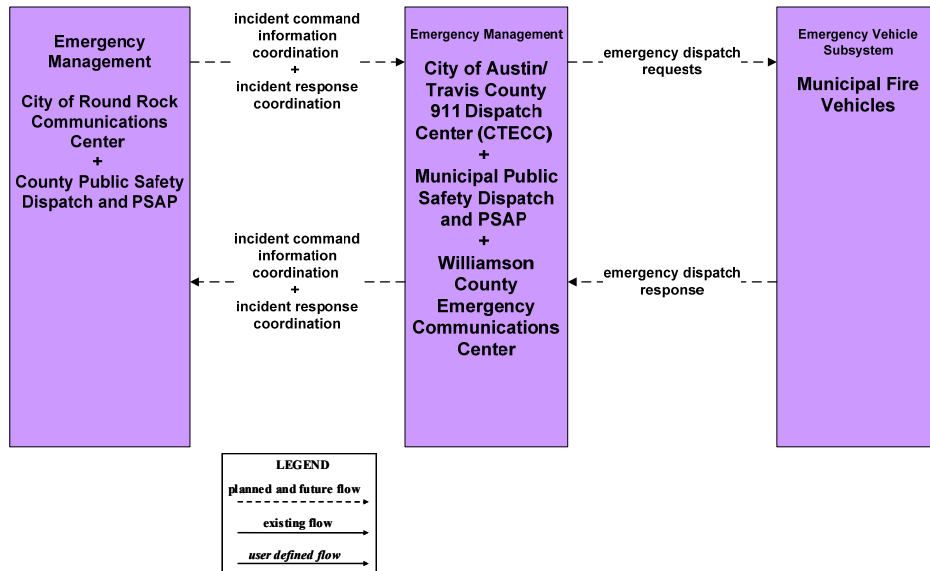 Emergency
Management
City of Round Rock
Communications
Center
+
County Public Safety
Dispatch and PSAP
incident command
information
coordination
+
incident response
coordination
incident command
information
coordination
+
incident response
coordination
Emergency Management
City of Austin/
Travis County
911 Dispatch
Center (CTECC)
+
Municipal Public
Safety Dispatch
and PSAP
+
Williamson
County
Emergency
Communications
Center
emergency dispatch
requests
emergency dispatch
response
Emergency Vehicle
Subsystem
Municipal Fire
Vehicles
LEGEND
planned and future flow
existing flow
user defined flow